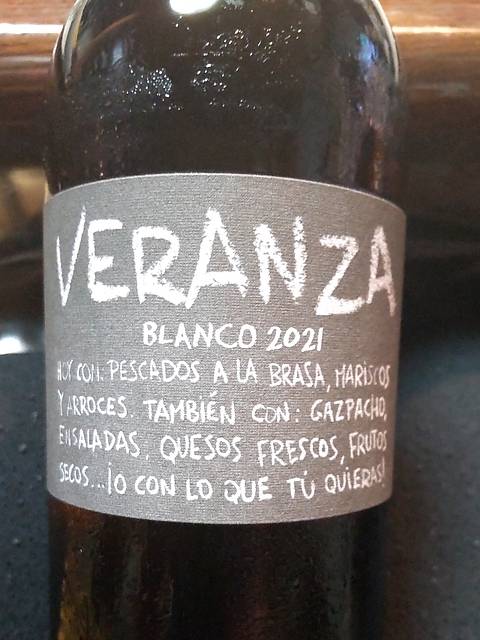 VERANZA
BLANCO 2021
HOY CON: PESCADOS A LA BRASA, MARISCOS
Y ARROCES. TAMBIÉN CON: GAZPACHO,
ENSALADAS, QUESOS FRESCOS, FRUTOS
SECOS...¡O CON LO QUE TÚ QUIERAS!